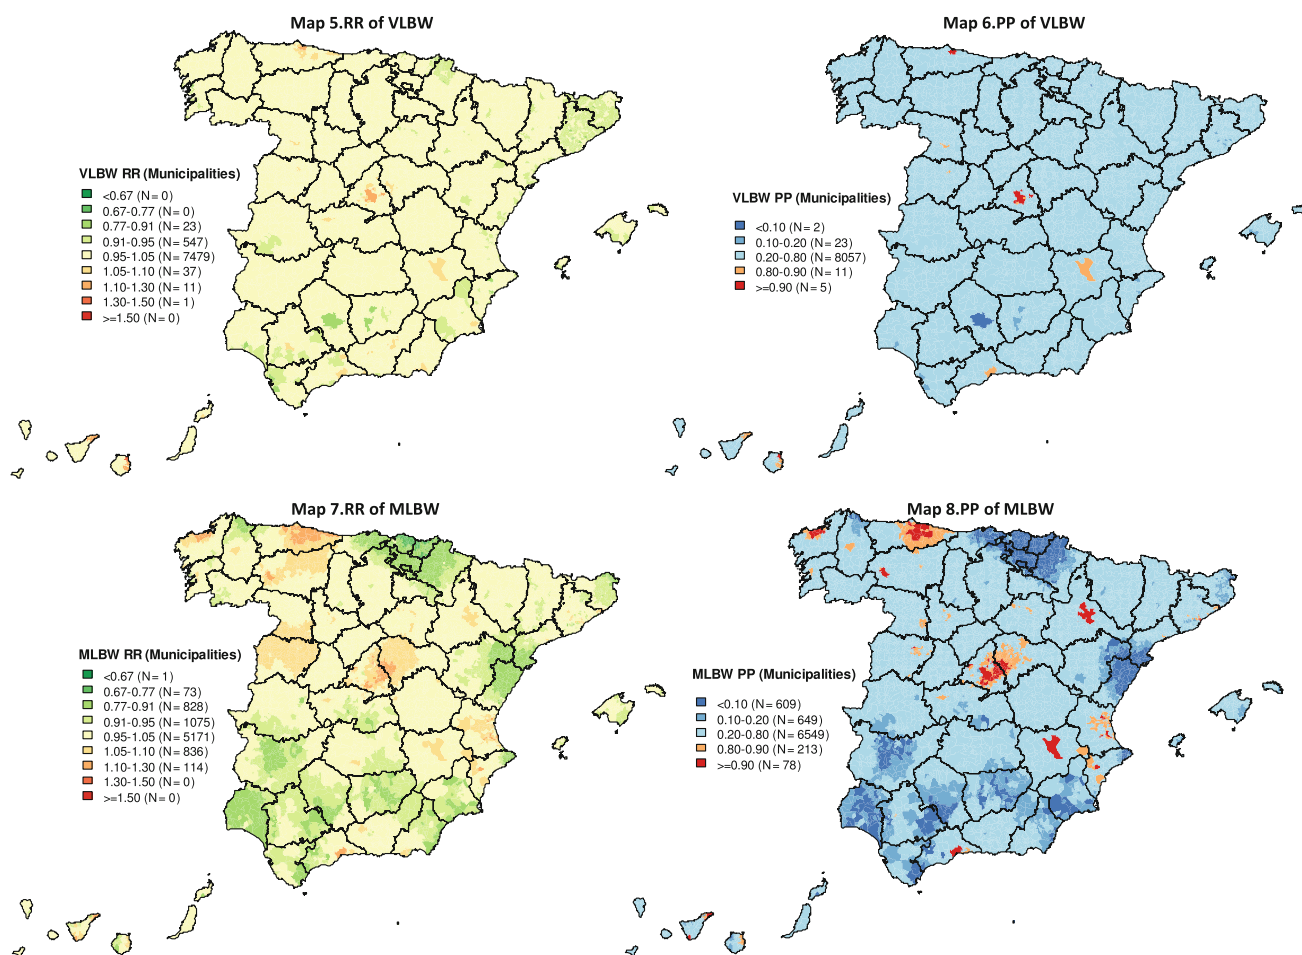 Map 5.RR of VLBW
VLBW RR (Municipalities)
<0.67 (N= 0)
0.67-0.77 (N= 0)
0.77-0.91 (N= 23)
0.91-0.95 (N= 547)
0.95-1.05 (N= 7479)
1.05-1.10 (N= 37)
1.10-1.30 (N= 11)
1.30-1.50 (N= 1)
>=1.50 (N= 0)
Map 6.PP of VLBW
VLBW PP (Municipalities)
<0.10 (N= 2)
0.10-0.20 (N= 23)
0.20-0.80 (N= 8057)
0.80-0.90 (N= 11)
>=0.90 (N= 5)
Map 7.RR of MLBW
MLBW RR (Municipalities)
<0.67 (N= 1)
0.67-0.77 (N= 73)
0.77-0.91 (N= 828)
0.91-0.95 (N= 1075)
0.95-1.05 (N= 5171)
1.05-1.10 (N= 836)
1.10-1.30 (N= 114)
1.30-1.50 (N= 0)
>=1.50 (N= 0)
Map 8.PP of MLBW
MLBW PP (Municipalities)
<0.10 (N= 609)
0.10-0.20 (N= 649)
0.20-0.80 (N= 6549)
0.80-0.90 (N= 213)
>=0.90 (N= 78)